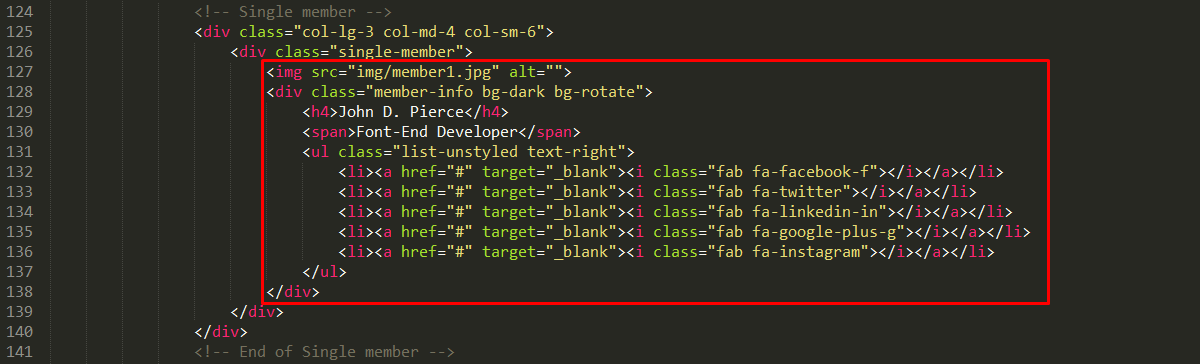 124 <!-- Single member -->
125 <div class="col-lg-3 col-md-4 col-sm-6">
126 <div class="single-member">
127 <img src="img/member1.jpg" alt="">
128 <div class="member-info bg-dark bg-rotate">
129 <h4>John D. Pierce</h4>
130 <span>Font-End Developer</span>
131 <ul class="list-unstyled text-right">
132 <li><a href="#" target="_blank"><i class="fab fa-facebook-f"></i></a></li>
133 <li><a href="#" target="_blank"><i class="fab fa-twitter"></i></a></li>
134 <li><a href="#" target="_blank"><i class="fab fa-linkedin-in"></i></a></li>
135 <li><a href="#" target="_blank"><i class="fab fa-google-plus-g"></i></a></li>
136 <li><a href="#" target="_blank"><i class="fab fa-instagram"></i></a></li>
137 </ul>
138 </div>
139 </div>
140 </div>
141 <!-- End of Single member -->